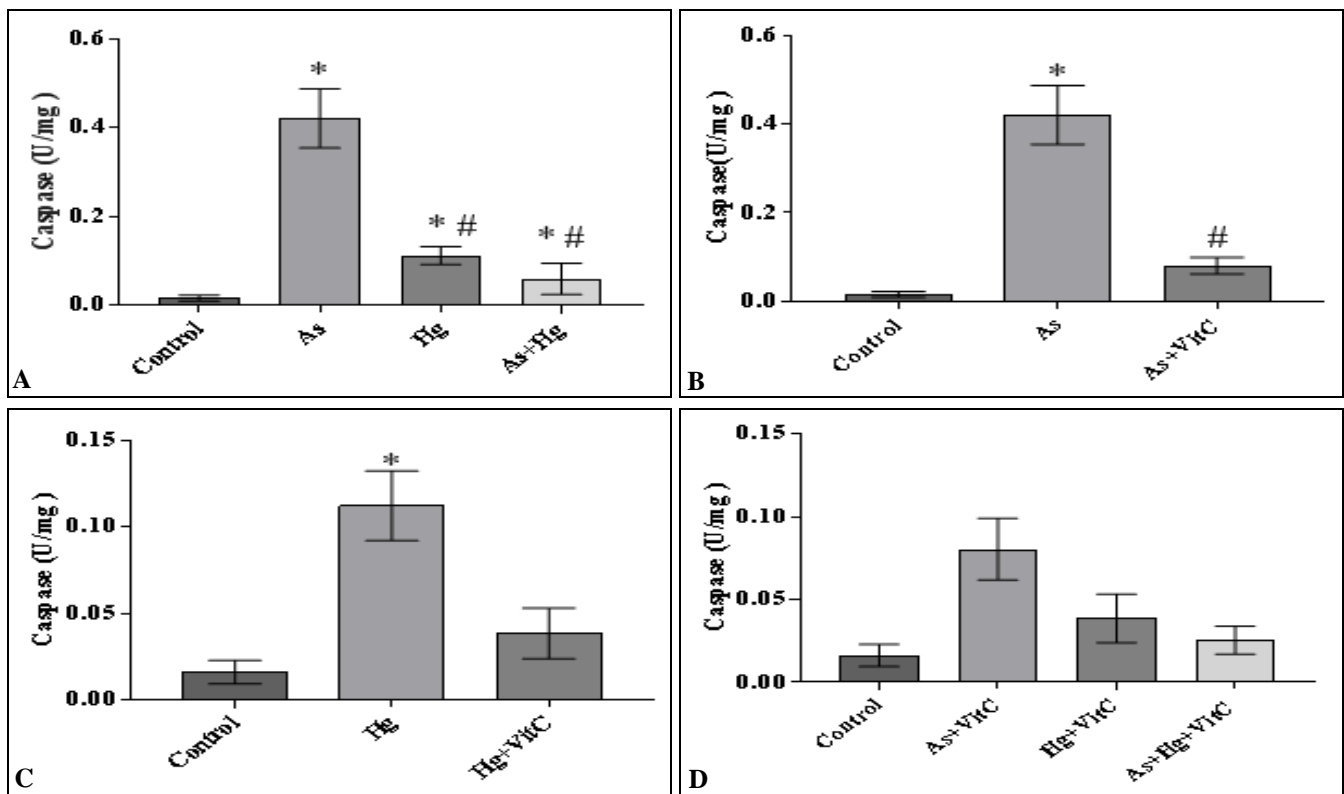 0.6
0.4
0.2
0.0
Caspase (U/mg )
*
* #
* #
Control
As
Hg
As+Hg
A
0.6
0.4
0.2
0.0
Caspase(U/mg )
*
#
Control
As
As+VitC
B
0.15
0.10
0.05
0.00
Caspase (U/mg )
*
Control
Hg
Hg+VitC
C
0.15
0.10
0.05
0.00
Caspase (U/mg )
Control
As+VitC
Hg+VitC
As+Hg+VitC
D